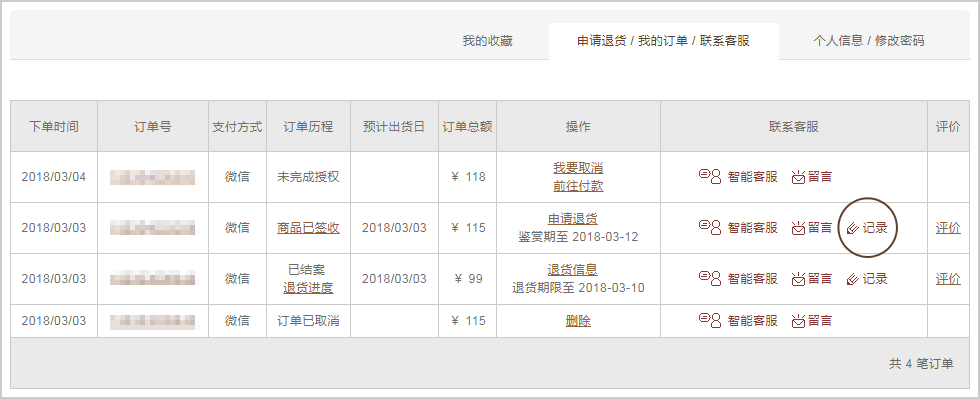 我的收藏 申请退货 / 我的订单 / 联系客服 个人信息 / 修改密码
下单时间 订单号 支付方式 订单历程 预计出货日 订单总额 操作 联系客服 评价
2018/03/04 微信 未完成授权 ¥ 118 我要取消 智能客服 留言
前往付款
2018/03/03 微信 商品已签收 2018/03/03 ¥ 115 申请退货 智能客服 留言 记录 评价
鉴赏期至 2018-03-12
2018/03/03 微信 已结案 2018/03/03 ¥ 99 退货信息 智能客服 留言 记录 评价
退货进度 退货期限至 2018-03-10
2018/03/03 微信 订单已取消 ¥ 115 删除 智能客服 留言
共 4 笔订单